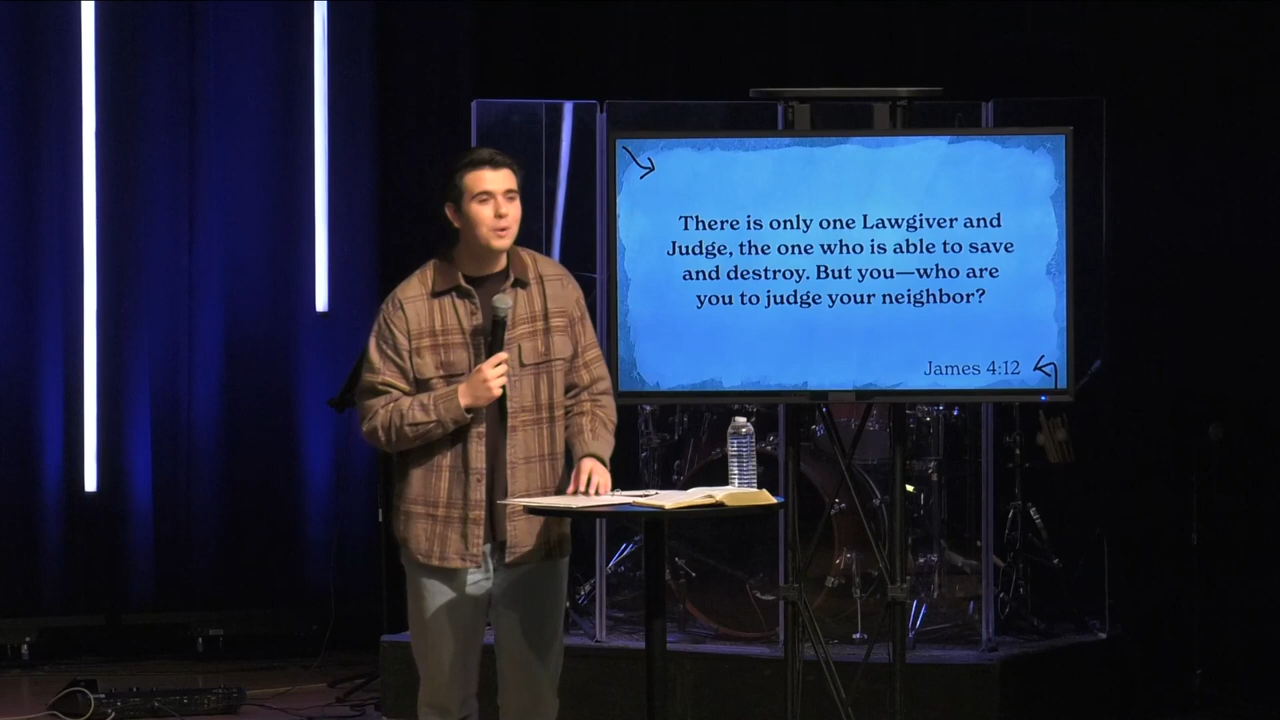 There is only one Lawgiver and
Judge, the one who is able to save
and destroy. But you—who are
you to judge your neighbor?
James 4:12